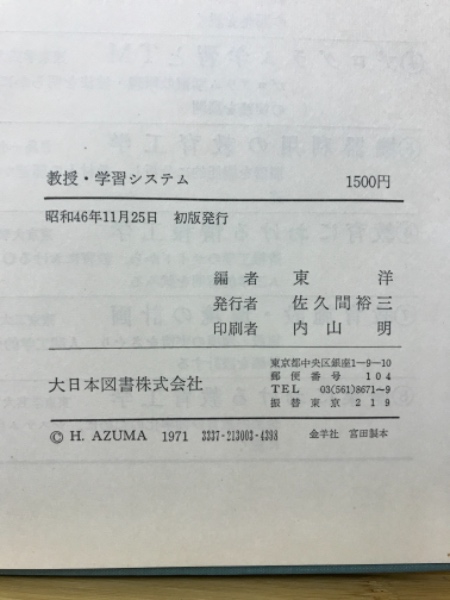 教授・学習システム 1500円
昭和46年11月25日 初版発行
編者 東洋
発行者 佐久間裕三
印刷者 内山明
大日本図書株式会社
東京都中央区銀座1−9−10
郵便番号 104
TEL 03(561)8671〜9
振替東京 219
© H. AZUMA 1971 3337-213003-4398 金羊社 宮田製本